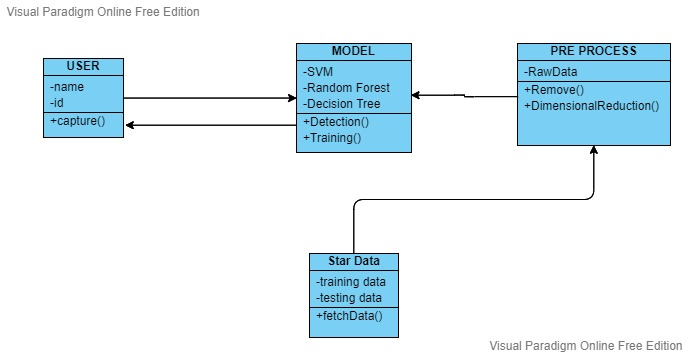 Visual Paradigm Online Free Edition
USER
-name
-id
+capture()
MODEL
-SVM
-Random Forest
-Decision Tree
+Detection()
+Training()
PRE PROCESS
-RawData
+Remove()
+DimensionalReduction()
Star Data
-training data
-testing data
+fetchData()
Visual Paradigm Online Free Edition